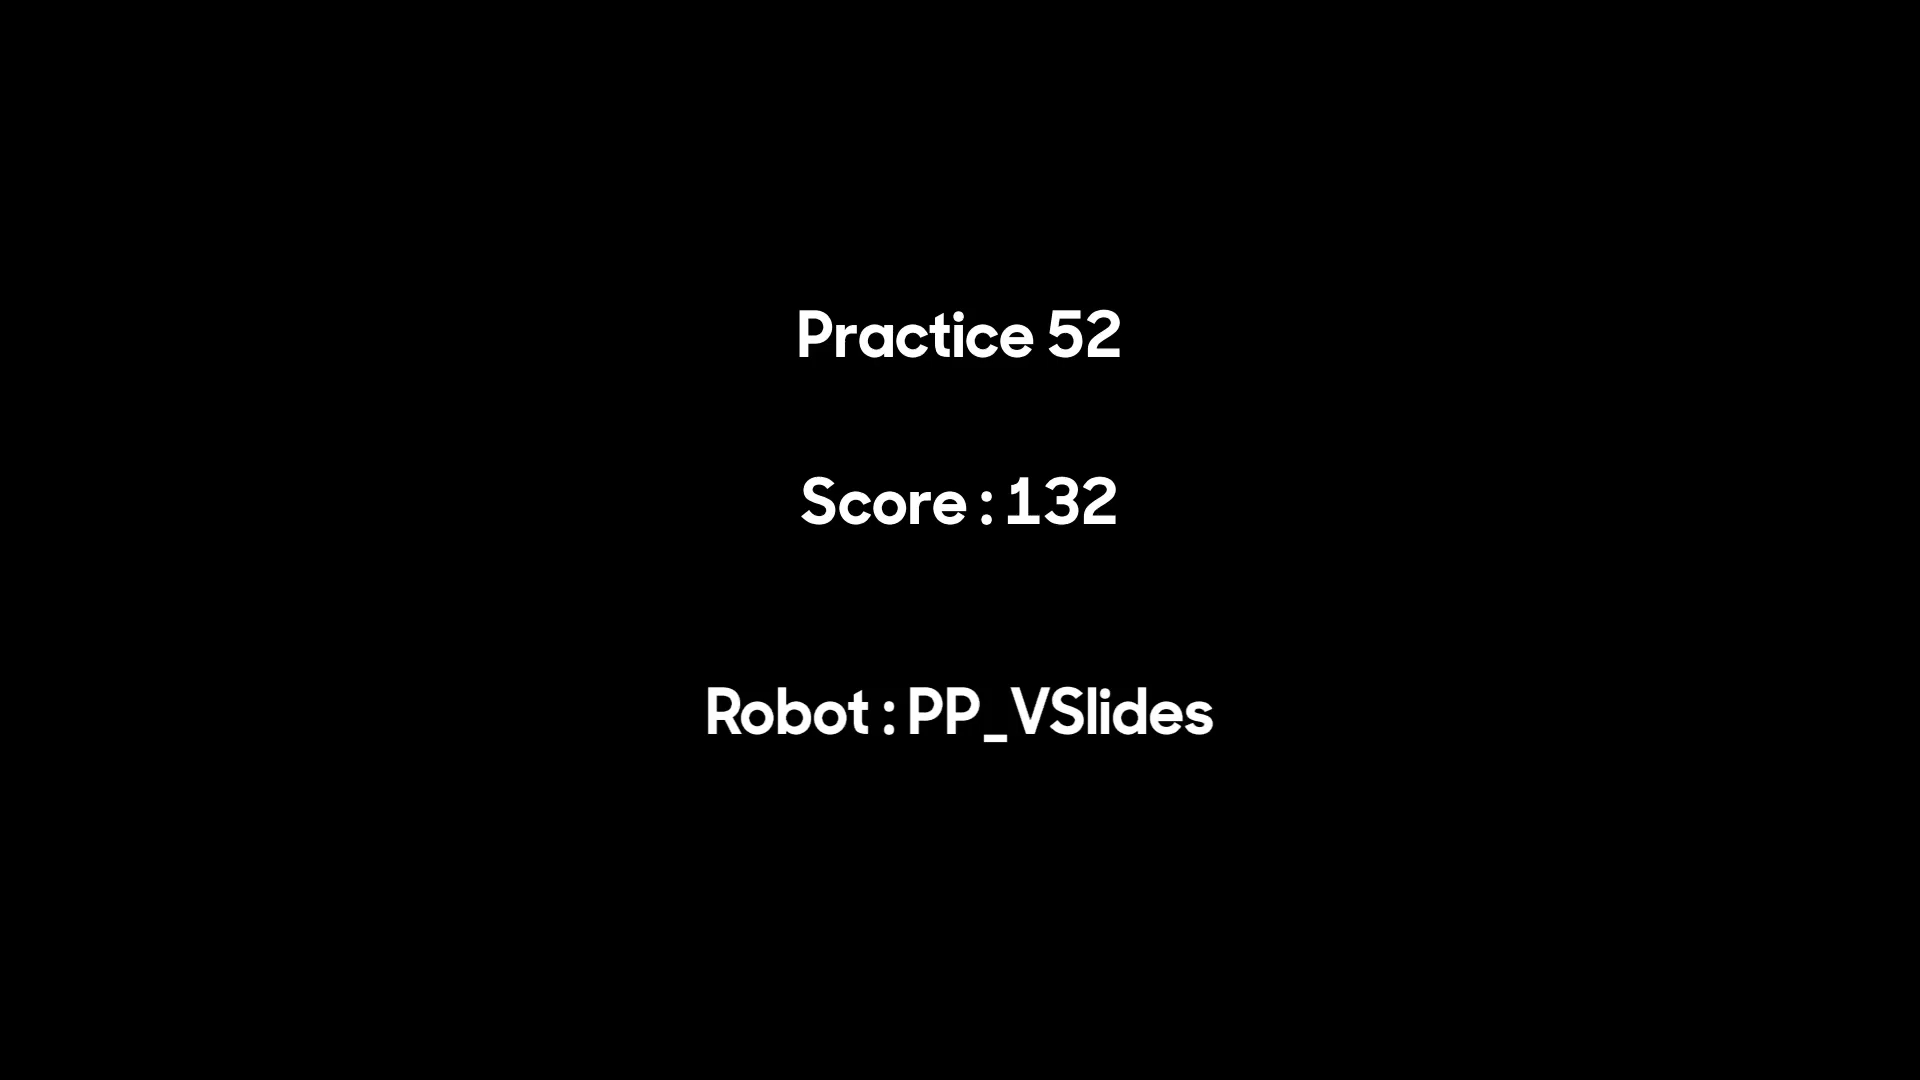 Practice 52
Score : 132
Robot : PP_VSlides